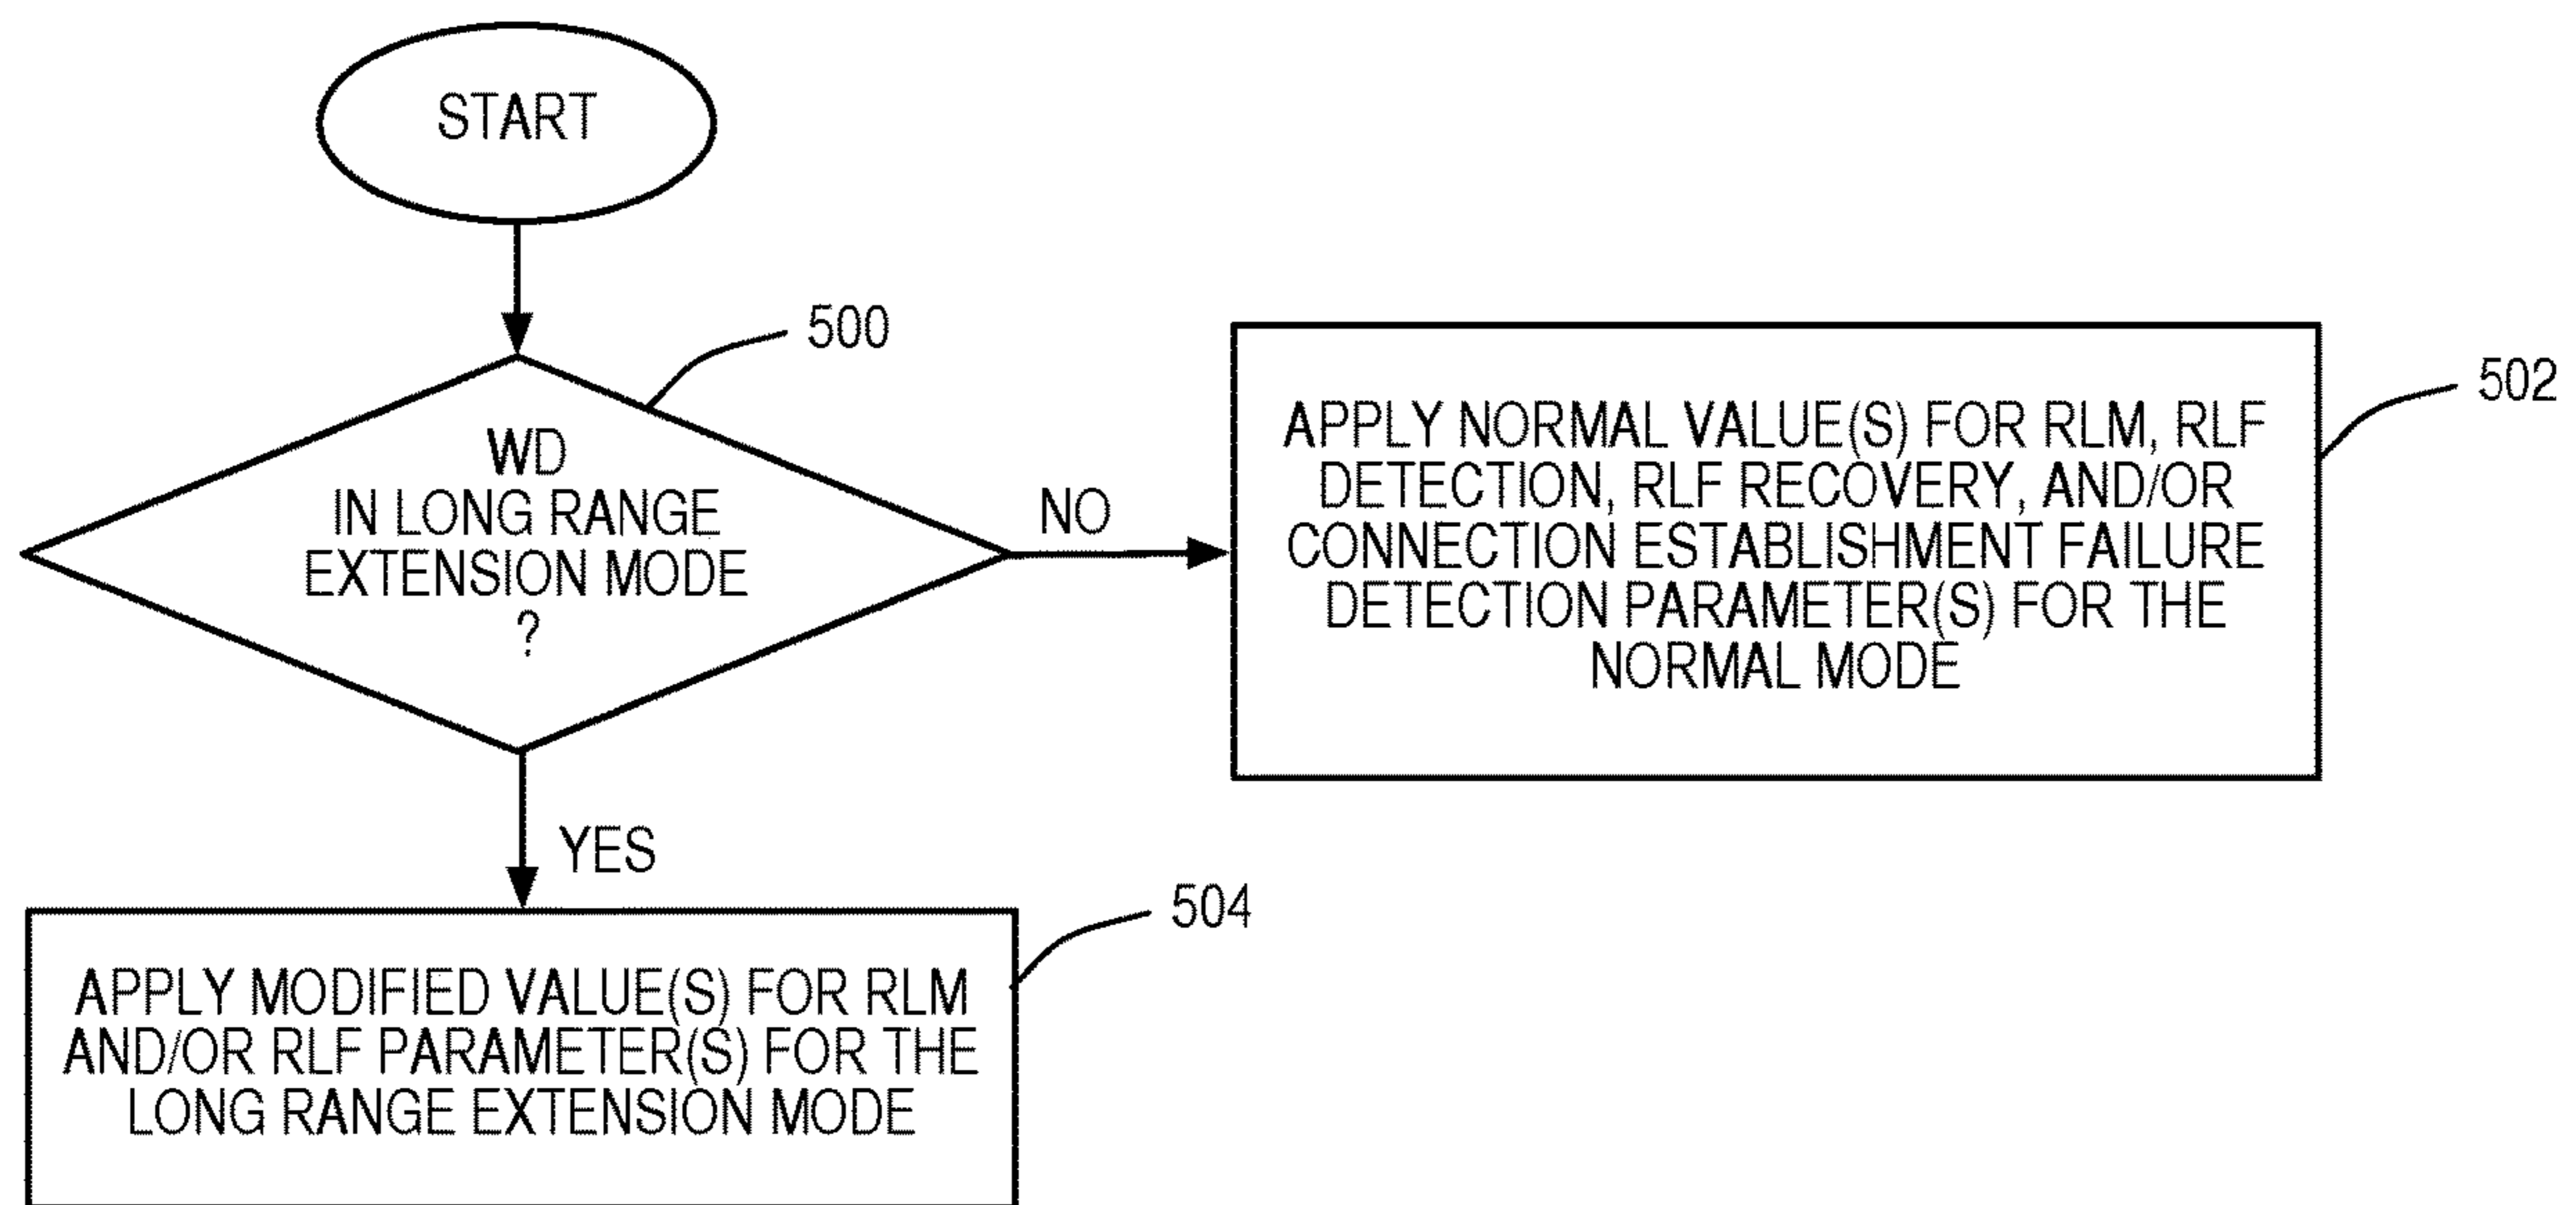 START
500
WD
IN LONG RANGE
EXTENSION MODE
?
NO
502
APPLY NORMAL VALUE(S) FOR RLM, RLF
DETECTION, RLF RECOVERY, AND/OR
CONNECTION ESTABLISHMENT FAILURE
DETECTION PARAMETER(S) FOR THE
NORMAL MODE
YES
504
APPLY MODIFIED VALUE(S) FOR RLM
AND/OR RLF PARAMETER(S) FOR THE
LONG RANGE EXTENSION MODE